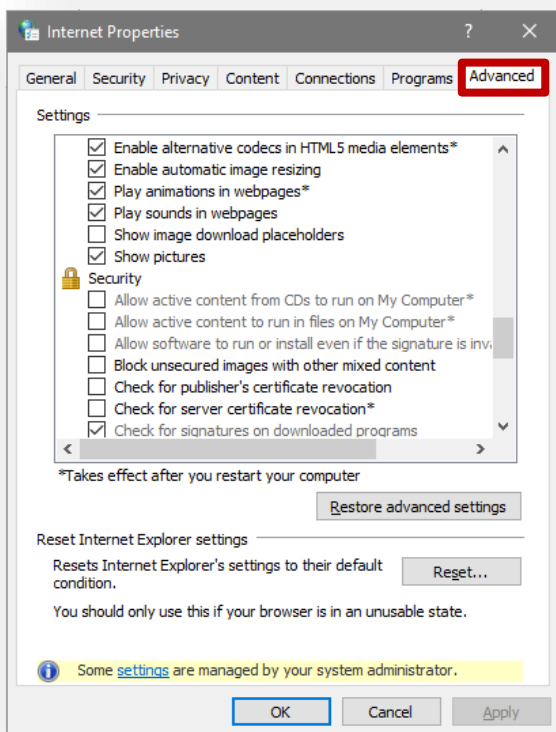 Internet Properties ? ×
General Security Privacy Content Connections Programs Advanced
Settings
Enable alternative codecs in HTML5 media elements*
Enable automatic image resizing
Play animations in webpages*
Play sounds in webpages
Show image download placeholders
Show pictures
Security
Allow active content from CDs to run on My Computer*
Allow active content to run in files on My Computer*
Allow software to run or install even if the signature is
Block unsecured images with other mixed content
Check for publisher's certificate revocation
Check for server certificate revocation*
Check for signatures on downloaded programs
*Takes effect after you restart your computer
Restore advanced settings
Reset Internet Explorer settings
Resets Internet Explorer's settings to their default
condition.
Reset...
You should only use this if your browser is in an unusable state.
Some settings are managed by your system administrator.
OK Cancel Apply